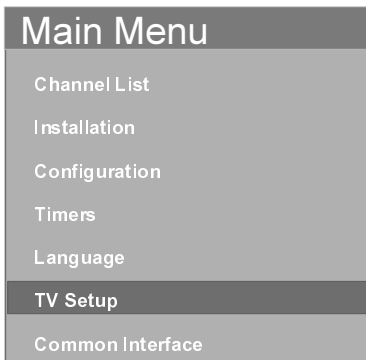 Main Menu
Channel List
Installation
Configuration
Timers
Language
TV Setup
Common Interface